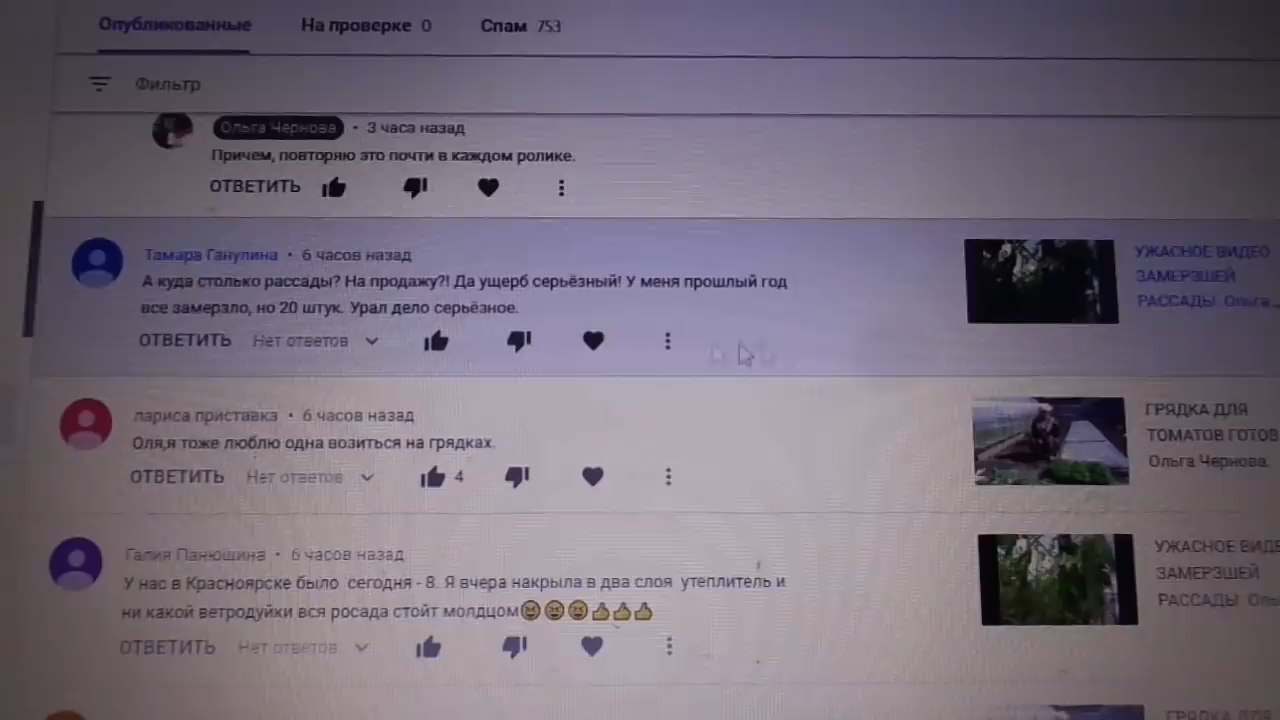 Опубликованные На проверке 0 Спам 753
Фильтр
Ольга Чернова • 3 часа назад
Причем, повторяю это почти в каждом ролике.
ОТВЕТИТЬ
Тамара Ганулина • 6 часов назад
А куда столько рассады? На продажу?! Да ущерб серьёзный! У меня прошлый год
все замерзло, но 20 штук. Урал дело серьёзное.
ОТВЕТИТЬ Нет ответов
УЖАСНОЕ ВИДЕО
ЗАМЕРЗШЕЙ
РАССАДЫ. Ольга...
лариса приставка • 6 часов назад
Оля,я тоже люблю одна возиться на грядках.
ОТВЕТИТЬ Нет ответов 4
ГРЯДКА ДЛЯ
ТОМАТОВ ГОТОВ
Ольга Чернова.
Галия Панюшина • 6 часов назад
У нас в Красноярске было сегодня - 8. Я вчера накрыла в два слоя утеплитель и
ни какой ветродуйки вся росада стойт молдцом😆😆😆👍👍👍
ОТВЕТИТЬ Нет ответов
УЖАСНОЕ ВИДЕ
ЗАМЕРЗШЕЙ
РАССАДЫ. Оль
ГРЯДКА ДЛЯ